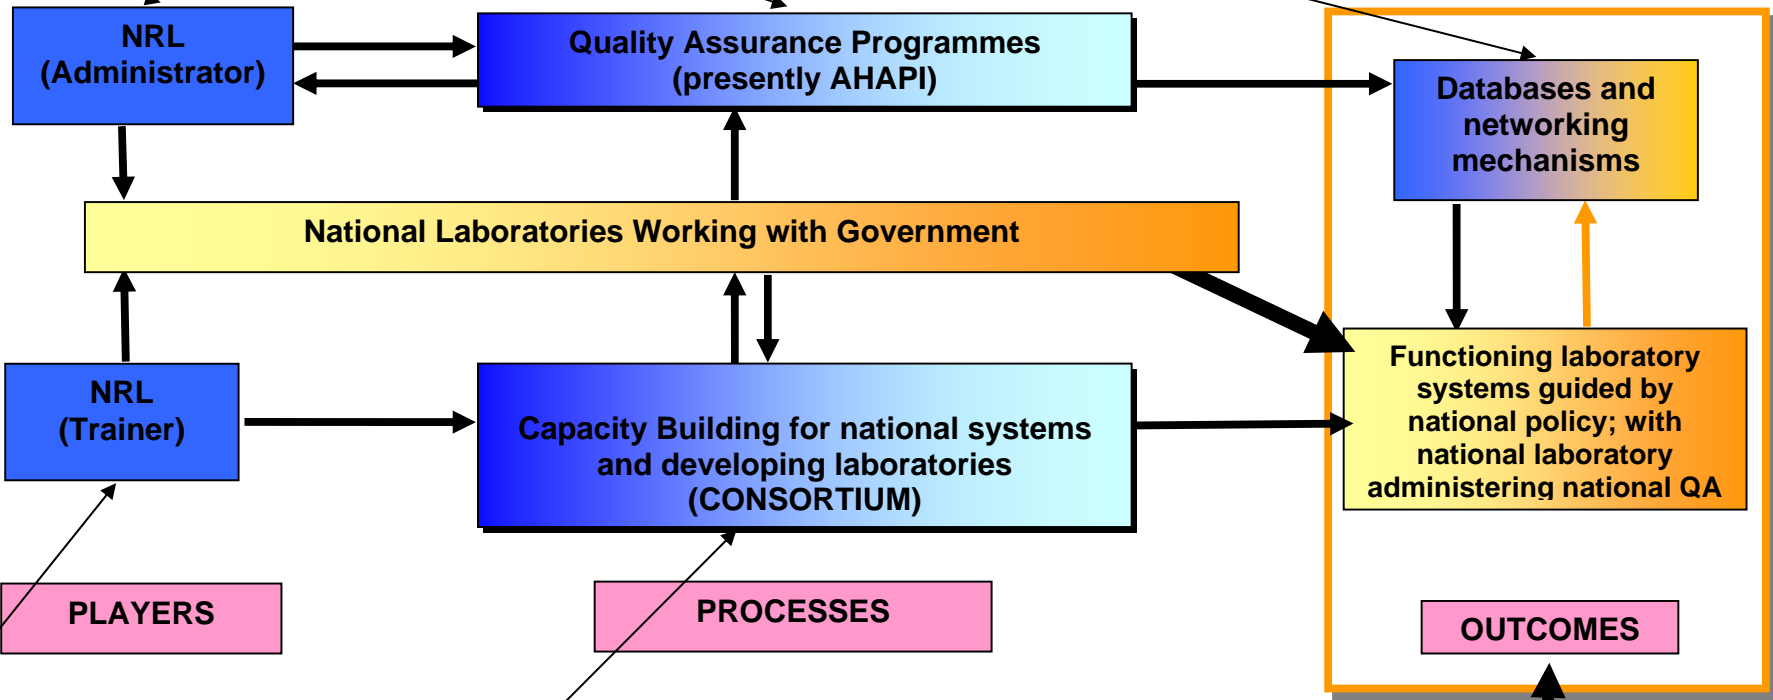 NRL
(Administrator)
Quality Assurance Programmes
(presently AHAPI)
Databases and
networking
mechanisms
National Laboratories Working with Government
NRL
(Trainer)
Capacity Building for national systems
and developing laboratories
(CONSORTIUM)
Functioning laboratory
systems guided by
national policy; with
national laboratory
administering national QA
PLAYERS
PROCESSES
OUTCOMES